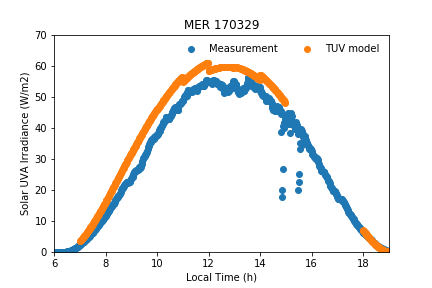 MER 170329
70
60
50
40
30
20
10
0
Solar UVA Irradiance (W/m2)
Measurement TUV model
6 8 10 12 14 16 18
Local Time (h)